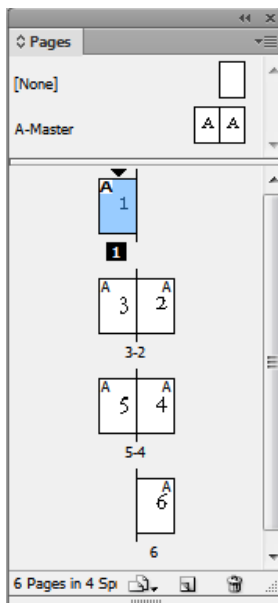 Pages
[None]
A-Master
A A
A
1
1
A A
3 2
3-2
A A
5 4
5-4
A
6
6
6 Pages in 4 Spr